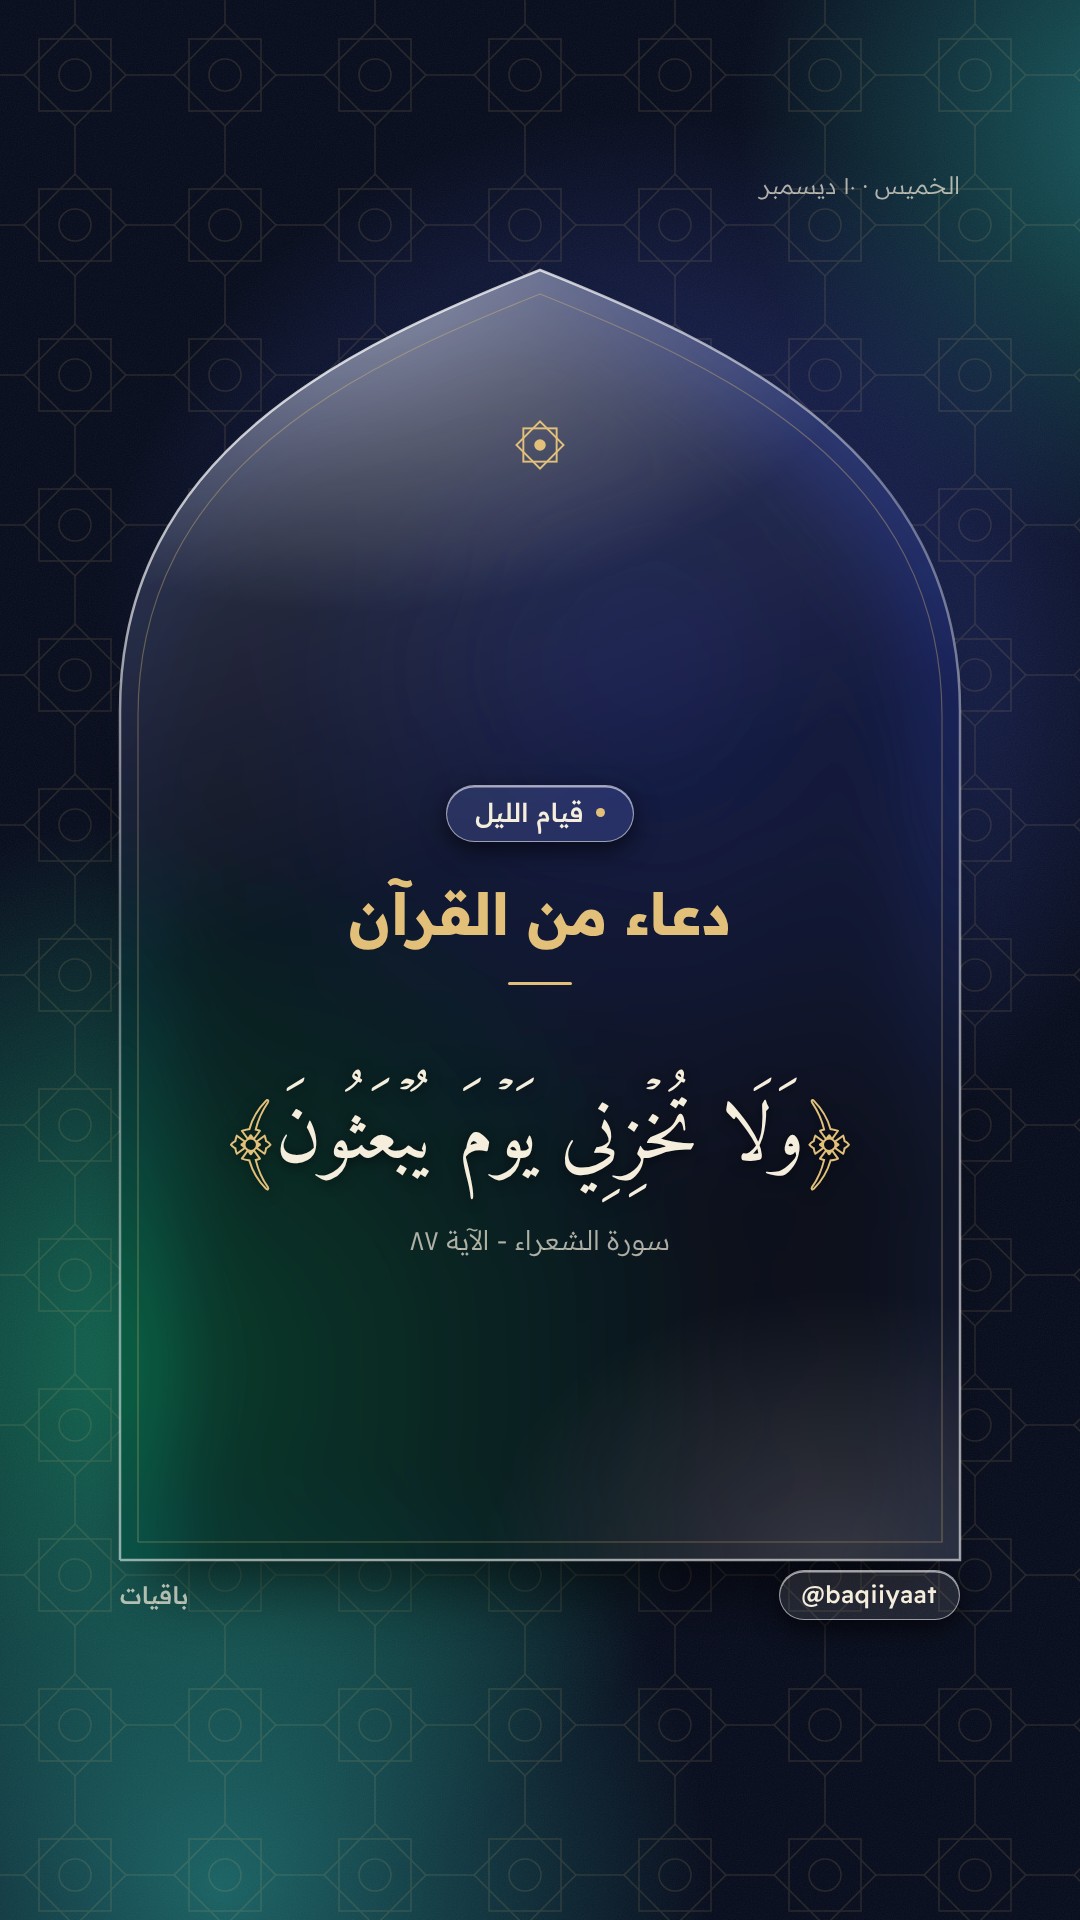 الخميس · ١٠ ديسمبر
قيام الليل
دعاء من القرآن
﴿وَلَا تُخْزِنِي يَوْمَ يُبْعَثُونَ﴾
سورة الشعراء - الآية ٨٧
@baqiiyaat
باقيات